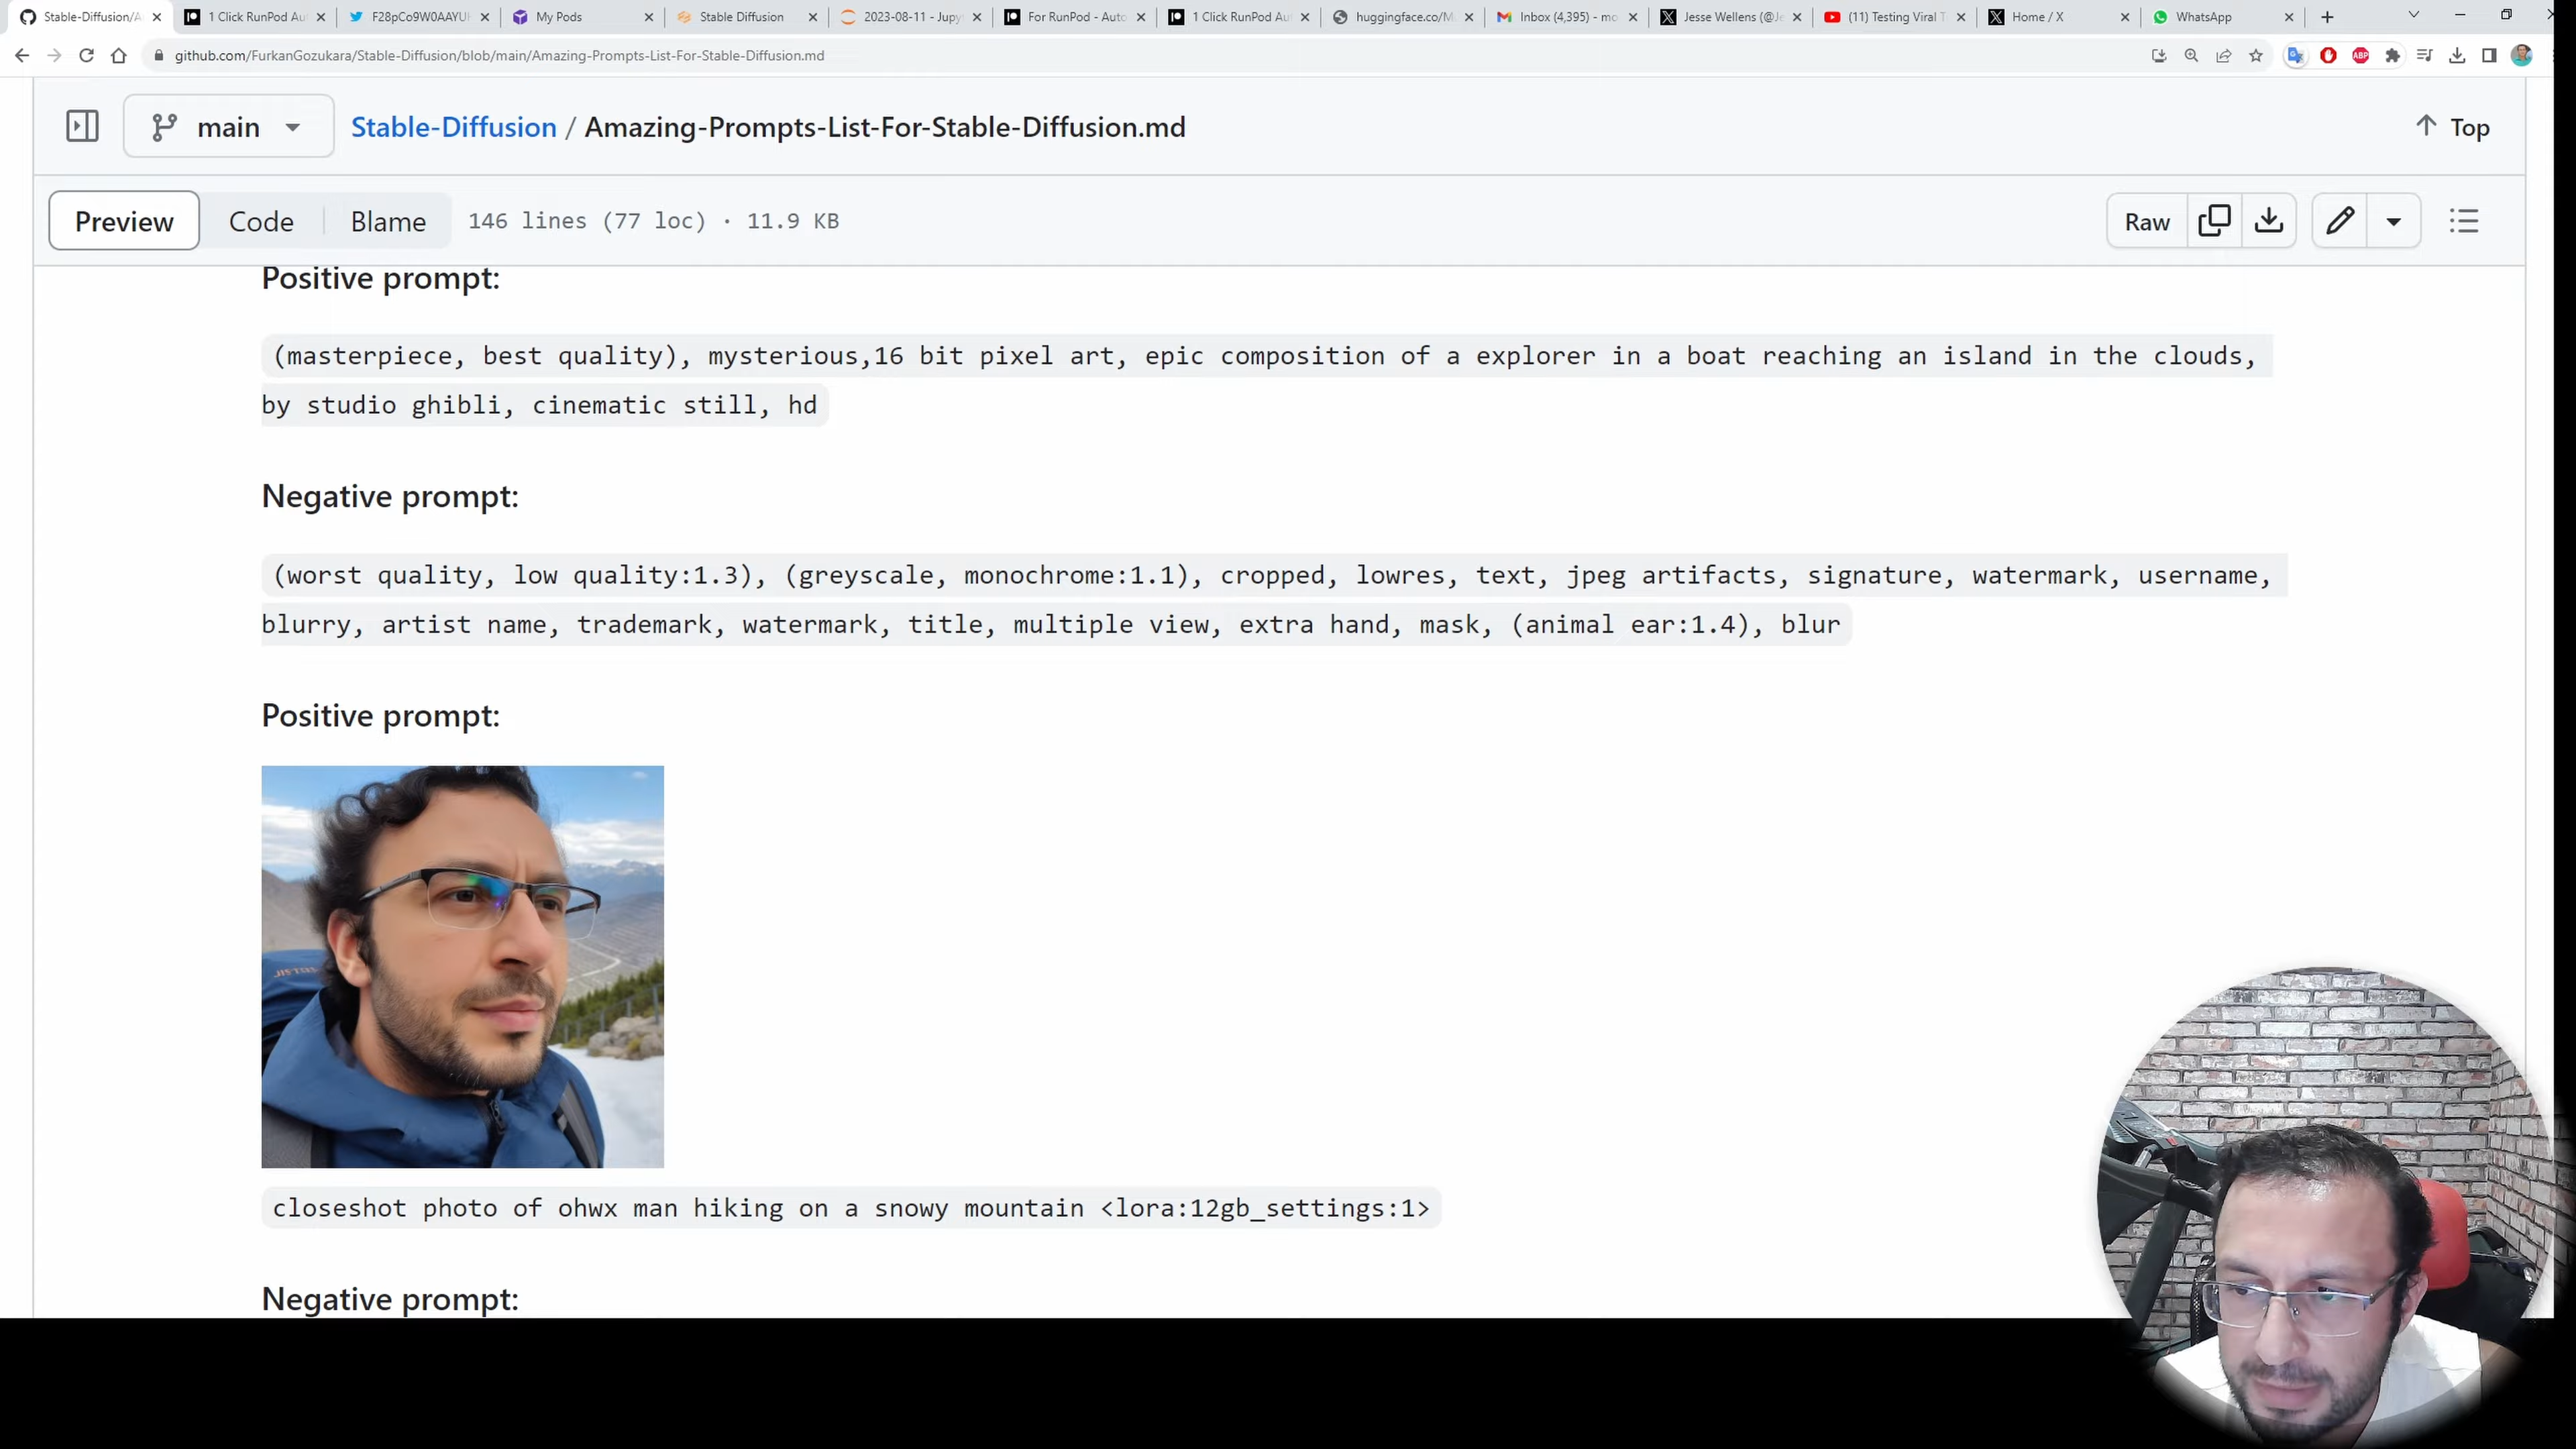 Stable-Diffusion/A
1 Click RunPod Au
F28pCo9W0AAYU
My Pods
Stable Diffusion
2023-08-11 - Jupy
For RunPod - Auto
1 Click RunPod Au
huggingface.co/M
Inbox (4,395) - mo
Jesse Wellens (@Je
(11) Testing Viral T
Home / X
WhatsApp
github.com/FurkanGozukara/Stable-Diffusion/blob/main/Amazing-Prompts-List-For-Stable-Diffusion.md
ABP
main
Stable-Diffusion / Amazing-Prompts-List-For-Stable-Diffusion.md
Top
Preview
Code
Blame
146 lines (77 loc) · 11.9 KB
Raw
Positive prompt:
(masterpiece, best quality), mysterious,16 bit pixel art, epic composition of a explorer in a boat reaching an island in the clouds,
by studio ghibli, cinematic still, hd
Negative prompt:
(worst quality, low quality:1.3), (greyscale, monochrome:1.1), cropped, lowres, text, jpeg artifacts, signature, watermark, username,
blurry, artist name, trademark, watermark, title, multiple view, extra hand, mask, (animal ear:1.4), blur
Positive prompt:
closeshot photo of ohwx man hiking on a snowy mountain <lora:12gb_settings:1>
Negative prompt: